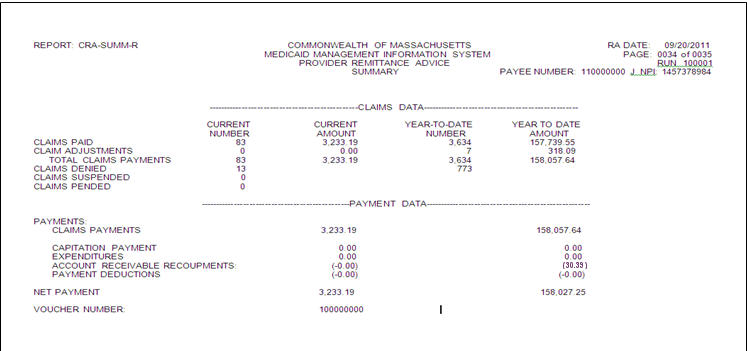 REPORT: CRA-SUMM-R COMMONWEALTH OF MASSACHUSETTS RA DATE: 09/20/2011
MEDICAID MANAGEMENT INFORMATION SYSTEM PAGE: 0034 of 0035
PROVIDER REMITTANCE ADVICE RUN 100001
SUMMARY PAYEE NUMBER: 110000000 J NPI: 1457378984
CLAIMS DATA
CURRENT CURRENT YEAR-TO-DATE YEAR TO DATE
NUMBER AMOUNT NUMBER AMOUNT
CLAIMS PAID 83 3,233.19 3,634 157,739.55
CLAIM ADJUSTMENTS 0 0.00 7 318.09
TOTAL CLAIMS PAYMENTS 83 3,233.19 3,634 158,057.64
CLAIMS DENIED 13 773
CLAIMS SUSPENDED 0
CLAIMS PENDED 0
PAYMENT DATA
PAYMENTS:
CLAIMS PAYMENTS 3,233.19 158,057.64
CAPITATION PAYMENT 0.00 0.00
EXPENDITURES 0.00 0.00
ACCOUNT RECEIVABLE RECOUPMENTS: (-0.00) (30.39)
PAYMENT DEDUCTIONS (-0.00) (-0.00)
NET PAYMENT 3,233.19 158,027.25
VOUCHER NUMBER: 100000000